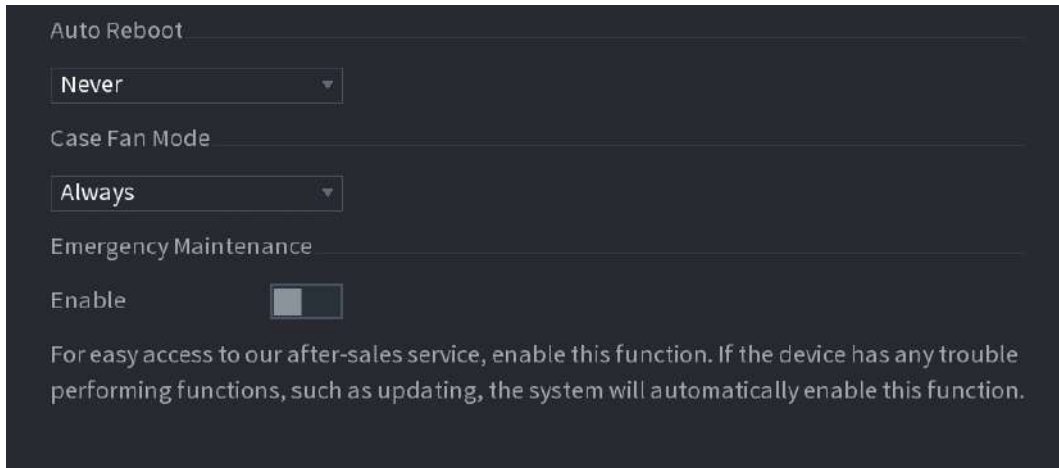 Auto Reboot
Never
Case Fan Mode
Always
Emergency Maintenance
Enable
For easy access to our after-sales service, enable this function. If the device has any trouble
performing functions, such as updating, the system will automatically enable this function.